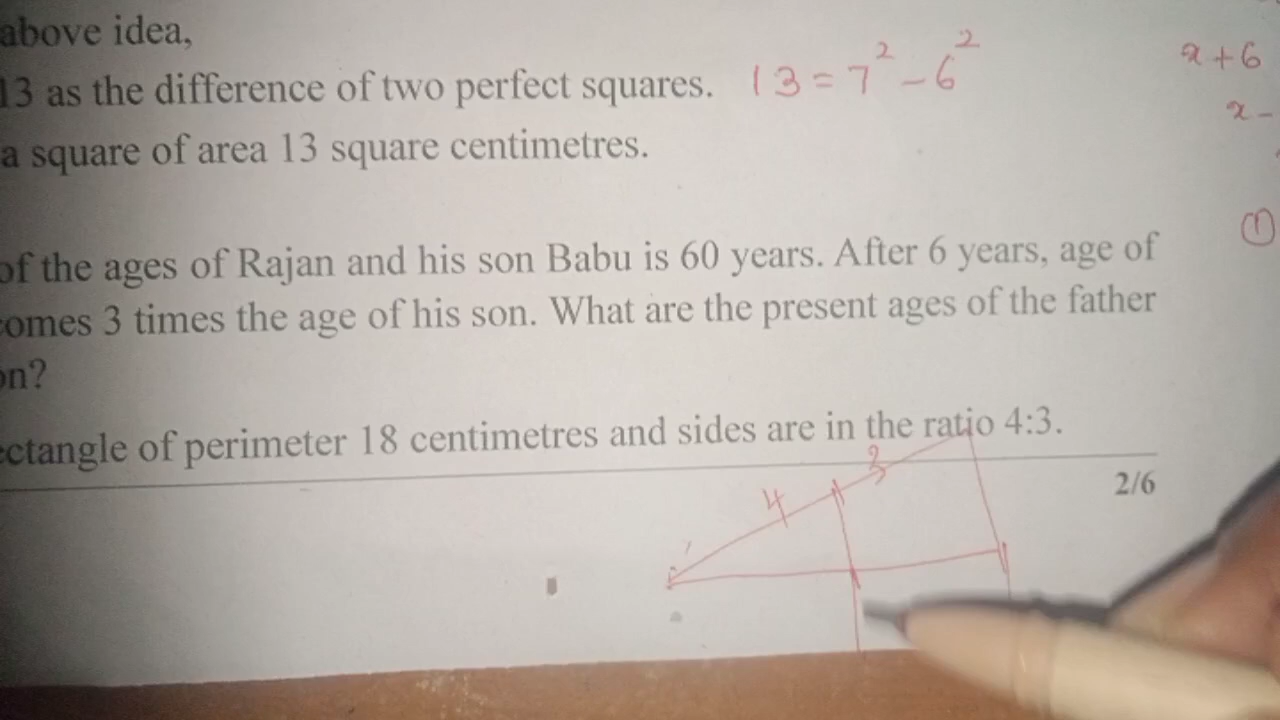 above idea,
13 as the difference of two perfect squares. 13 = 7² - 6²
x + 6
x -
a square of area 13 square centimetres.
①
of the ages of Rajan and his son Babu is 60 years. After 6 years, age of
comes 3 times the age of his son. What are the present ages of the father
on?
ectangle of perimeter 18 centimetres and sides are in the ratio 4:3.
2/6
4 3